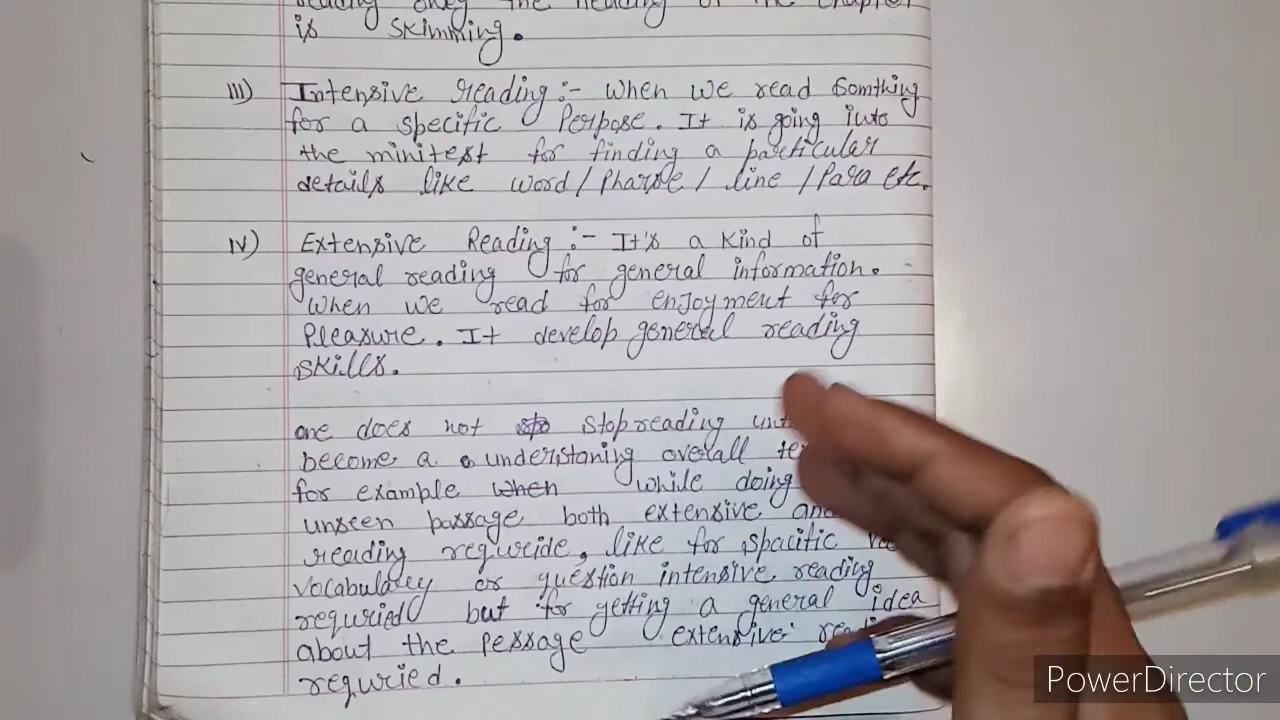 is skimming.
III) Intensive reading :- when we read Somthing
for a specific Perpose. It is going into
the minitest for finding a particular
details like word / Pharse / line / Para etc.
IV) Extensive Reading :- It's a kind of
general reading for general information.
when we read for enjoyment for
Pleasure. It develop general reading
skills.
one does not stop reading
become a understaning overall
for example when while doing
unseen passage both extensive
reading requride, like for spacific
vocabulary or question intensive reading
requried but for getting a general idea
about the pessage extensive
requried.
PowerDirector